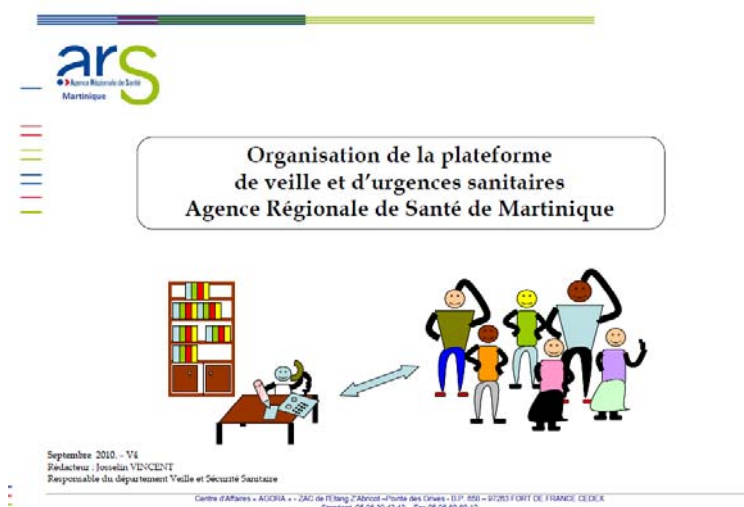 ars
Agence Régionale de Santé
Martinique
Organisation de la plateforme
de veille et d'urgences sanitaires
Agence Régionale de Santé de Martinique
Septembre 2010. – V4
Rédacteur : Josselin VINCENT
Responsable du département Veille et Sécurité Sanitaire
Centre d'Affaires « AGORA » - ZAC de l'Etang Z'Abricot –Pointe des Grives - B.P. 658 – 97263 FORT DE FRANCE CEDEX